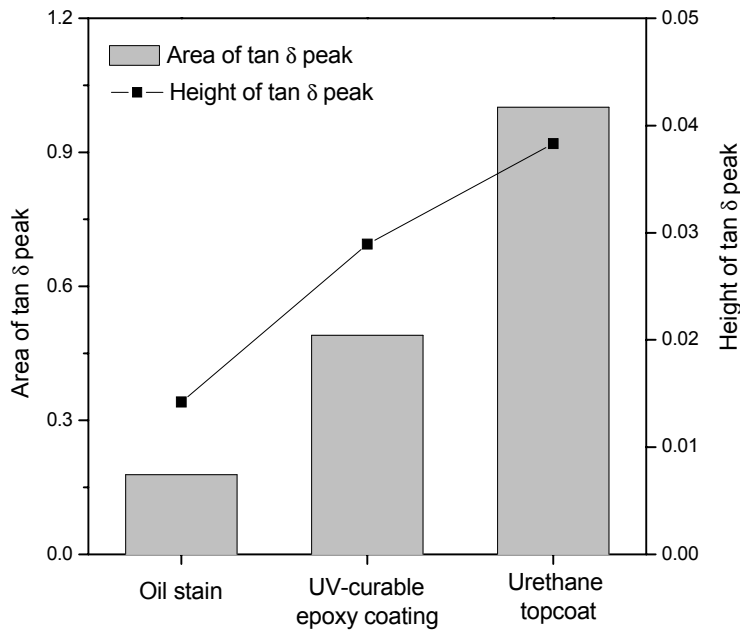 1.2
0.9
0.6
0.3
0.0
Area of tan δ peak
Area of tan δ peak
Height of tan δ peak
0.05
0.04
0.03
0.02
0.01
0.00
Height of tan δ peak
Oil stain
UV-curable
epoxy coating
Urethane
topcoat